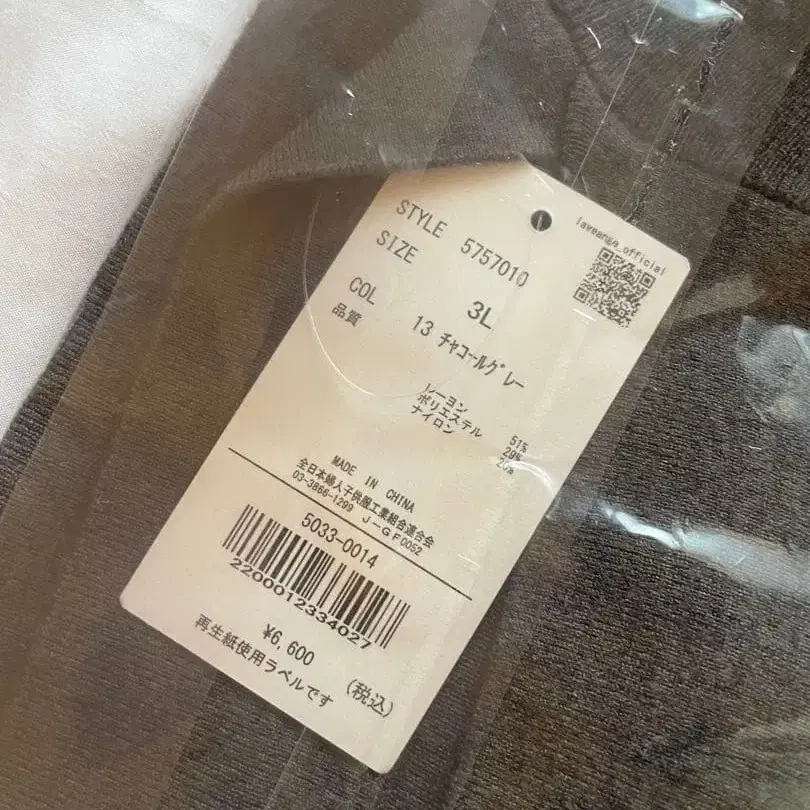 laveange_official
STYLE 5757010
SIZE 3L
COL 13 チャコールグレー
品質
レーヨン 51%
ポリエステル 29%
ナイロン 20%
MADE IN CHINA
全日本婦人子供服工業組合連合会
03-3866-1299 J-GF0052
5033-0014
2200012334027
¥6,600 (税込)
再生紙使用ラベルです